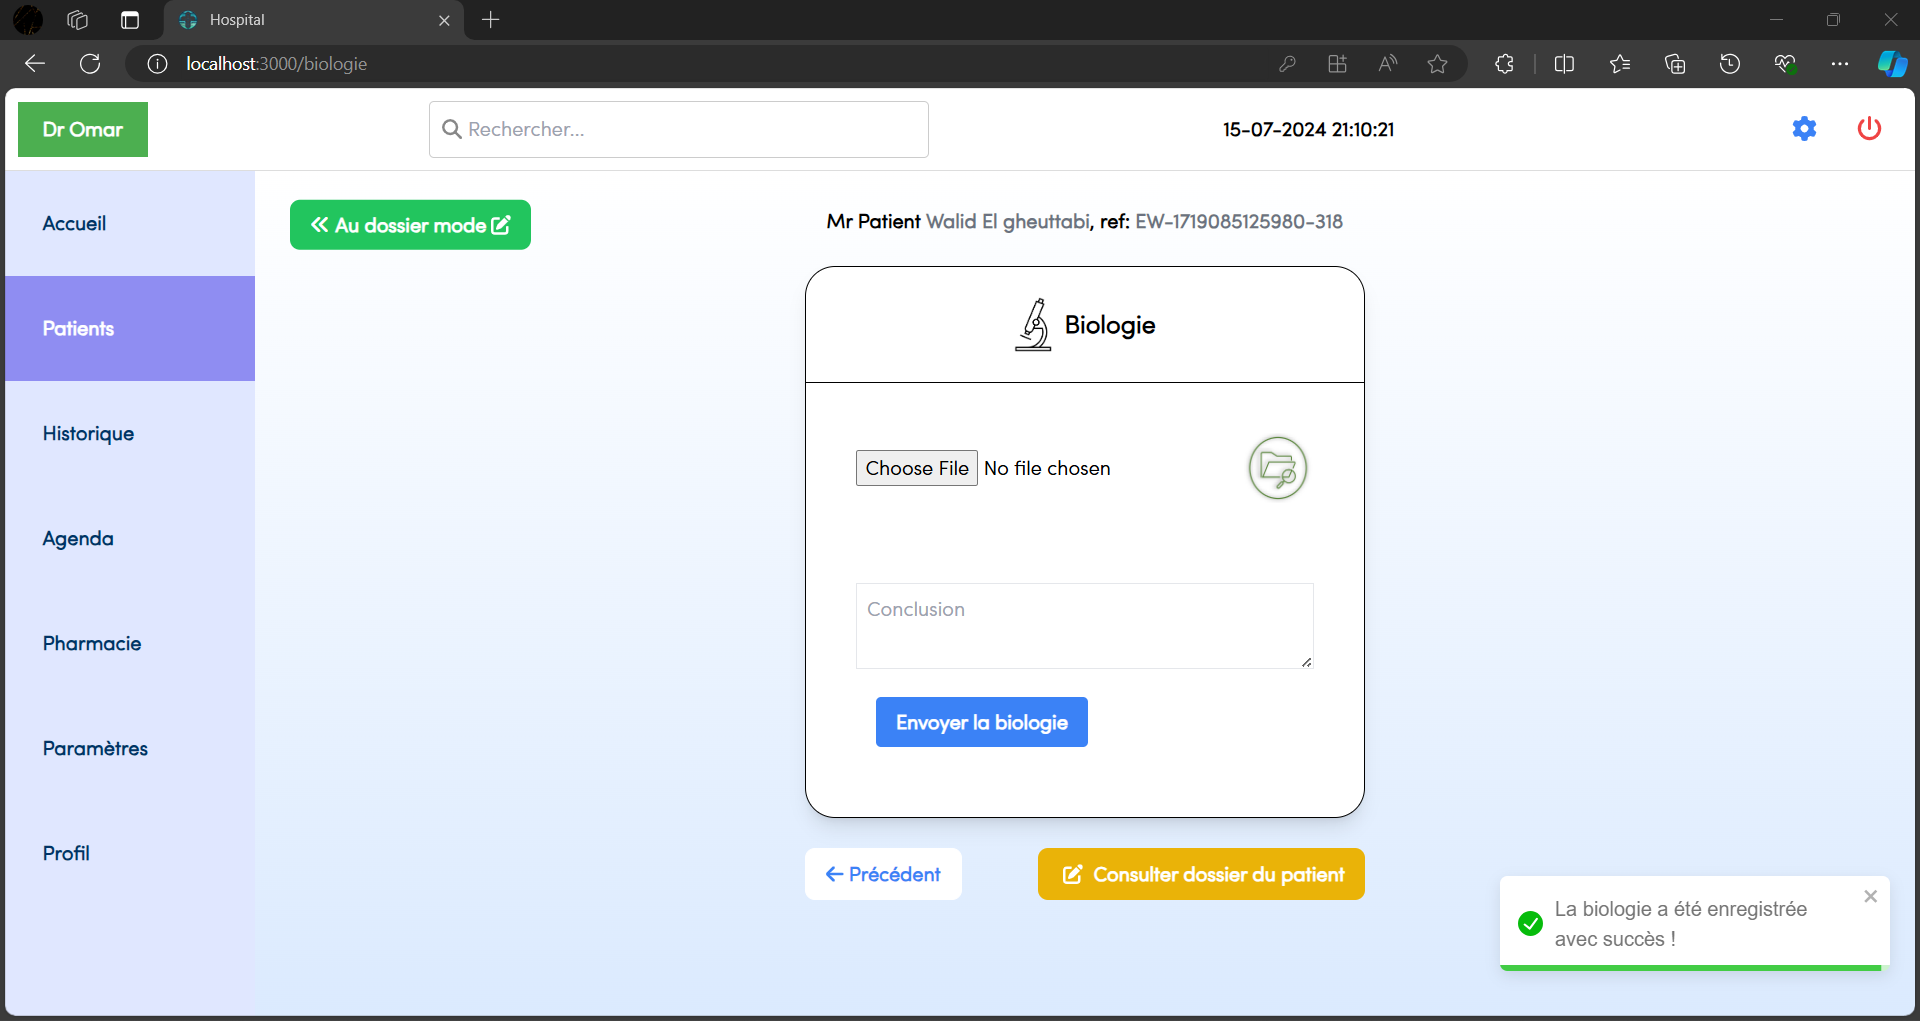 Hospital
localhost:3000/biologie
Dr Omar
Rechercher...
15-07-2024 21:10:21
Accueil
Patients
Historique
Agenda
Pharmacie
Paramètres
Profil
Au dossier mode
Mr Patient Walid El gheuttabi, ref: EW-1719085125980-318
Biologie
Choose File No file chosen
Conclusion
Envoyer la biologie
Précédent
Consulter dossier du patient
La biologie a été enregistrée
avec succès !